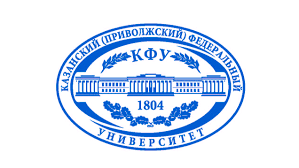 КАЗАНСКИЙ (ПРИВОЛЖСКИЙ) ФЕДЕРАЛЬНЫЙ
КФУ
1804
УНИВЕРСИТЕТ